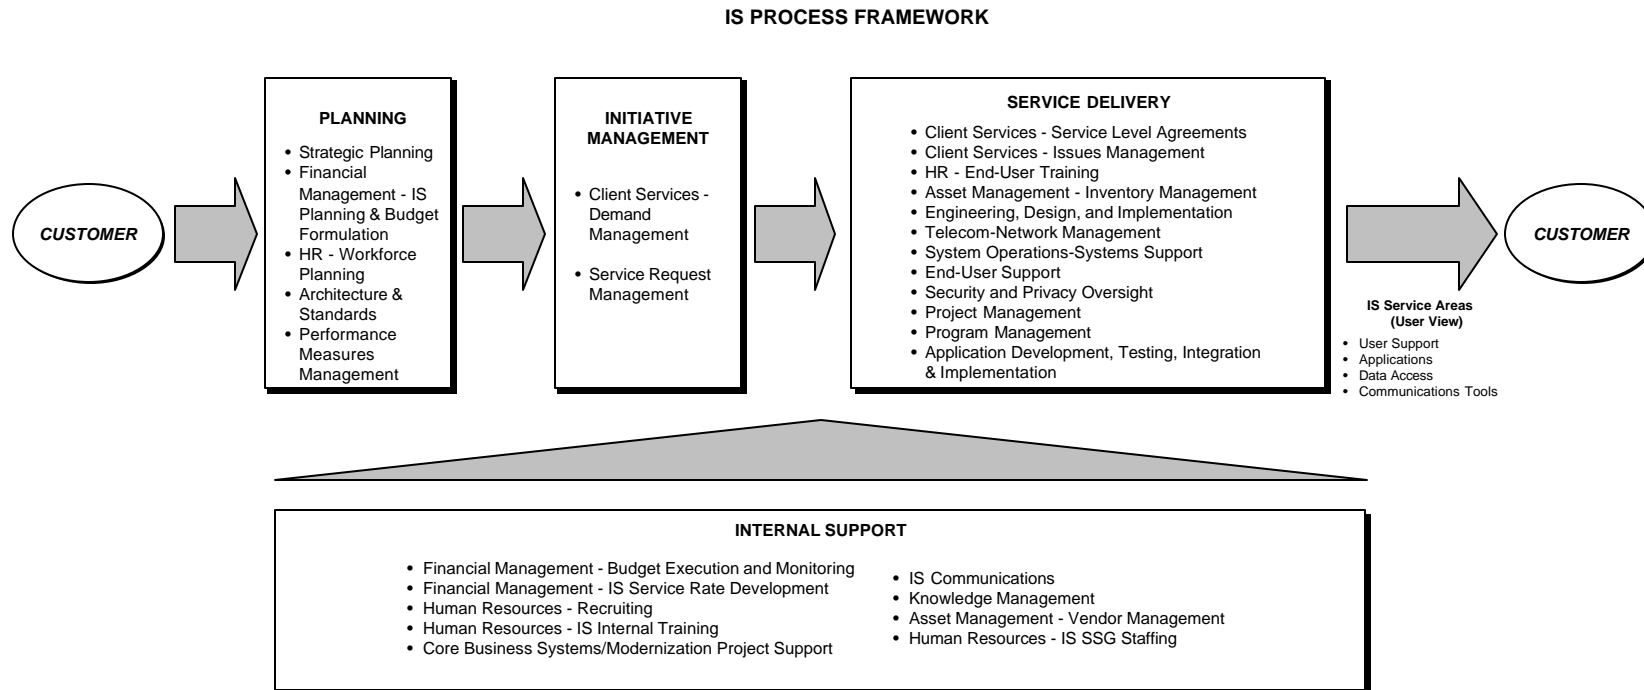 IS PROCESS FRAMEWORK
CUSTOMER
PLANNING
• Strategic Planning
• Financial
Management - IS
Planning & Budget
Formulation
• HR - Workforce
Planning
• Architecture &
Standards
• Performance
Measures
Management
INITIATIVE
MANAGEMENT
• Client Services -
Demand
Management
• Service Request
Management
SERVICE DELIVERY
• Client Services - Service Level Agreements
• Client Services - Issues Management
• HR - End-User Training
• Asset Management - Inventory Management
• Engineering, Design, and Implementation
• Telecom-Network Management
• System Operations-Systems Support
• End-User Support
• Security and Privacy Oversight
• Project Management
• Program Management
• Application Development, Testing, Integration
& Implementation
CUSTOMER
IS Service Areas
(User View)
• User Support
• Applications
• Data Access
• Communications Tools
INTERNAL SUPPORT
• Financial Management - Budget Execution and Monitoring
• Financial Management - IS Service Rate Development
• Human Resources - Recruiting
• Human Resources - IS Internal Training
• Core Business Systems/Modernization Project Support
• IS Communications
• Knowledge Management
• Asset Management - Vendor Management
• Human Resources - IS SSG Staffing